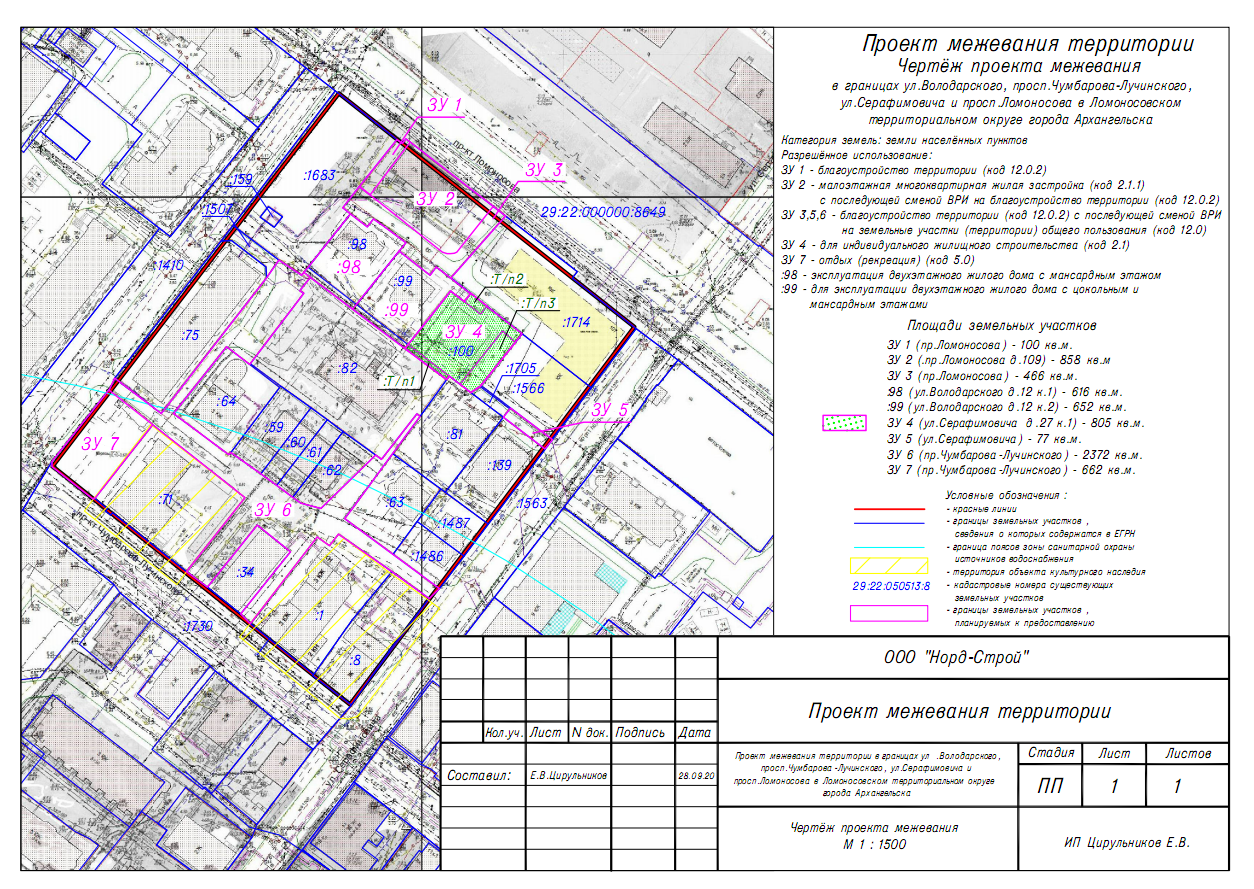 Проект межевания территории
Чертёж проекта межевания
в границах ул.Володарского, просп.Чумбарова-Лучинского,
ул.Серафимовича и просп.Ломоносова в Ломоносовском
территориальном округе города Архангельска
Категория земель: земли населённых пунктов
Разрешённое использование:
ЗУ 1 - благоустройство территории (код 12.0.2)
ЗУ 2 - малоэтажная многоквартирная жилая застройка (код 2.1.1)
с последующей сменой ВРИ на благоустройство территории (код 12.0.2)
ЗУ 3,5,6 - благоустройство территории (код 12.0.2) с последующей сменой ВРИ
на земельные участки (территории) общего пользования (код 12.0)
ЗУ 4 - для индивидуального жилищного строительства (код 2.1)
ЗУ 7 - отдых (рекреация) (код 5.0)
:98 - эксплуатация двухэтажного жилого дома с мансардным этажом
:99 - для эксплуатации двухэтажного жилого дома с цокольным и
мансардным этажами
Площади земельных участков
ЗУ 1 (пр.Ломоносова) - 100 кв.м.
ЗУ 2 (.пр.Ломоносова д.109) - 858 кв.м
ЗУ 3 (пр.Ломоносова) - 466 кв.м.
:98 (ул.Володарского д.12 к.1) - 616 кв.м.
:99 (ул.Володарского д.12 к.2) - 652 кв.м.
ЗУ 4 (ул.Серафимовича д.27 к.1) - 805 кв.м.
ЗУ 5 (ул.Серафимовича) - 77 кв.м.
ЗУ 6 (пр.Чумбарова-Лучинского) - 2372 кв.м.
ЗУ 7 (пр.Чумбарова-Лучинского) - 662 кв.м.
Условные обозначения :
- красные линии
- границы земельных участков ,
сведения о которых содержатся в ЕГРН
- граница поясов зоны санитарной охраны
источников водоснабжения
- территория объекта культурного наследия
29:22:050513:8 - кадастровые номера существующих
земельных участков
- границы земельных участков ,
планируемых к предоставлению
ЗУ 1
пр-кт Ломоносова
ЗУ 3
:1683
:159
ЗУ 2
:1507
29:22:000000:8649
:98
:98
:1410
:99
:Т/п2
:99
:Т/п3
:1714
:75
ЗУ 4
:100
:82
:1705
:Т/п1
:1566
:64
ЗУ 5
:59
:81
:60
ЗУ 7
:61
:62
:139
:71
:63
:1563
ЗУ 6
:1487
пр-кт Чумбарова-Лучинского
:1486
:34
:1
:1730
:8
ООО "Норд-Строй"
Проект межевания территории
Кол.уч. Лист N док. Подпись Дата
Составил: Е.В.Цирульников 28.09.20
Проект межевания территории в границах ул .Володарского,
просп.Чумбарова-Лучинского, ул.Серафимовича и
просп.Ломоносова в Ломоносовском территориальном округе
города Архангельска
Стадия Лист Листов
ПП 1 1
Чертёж проекта межевания
М 1 : 1500
ИП Цирульников Е.В.